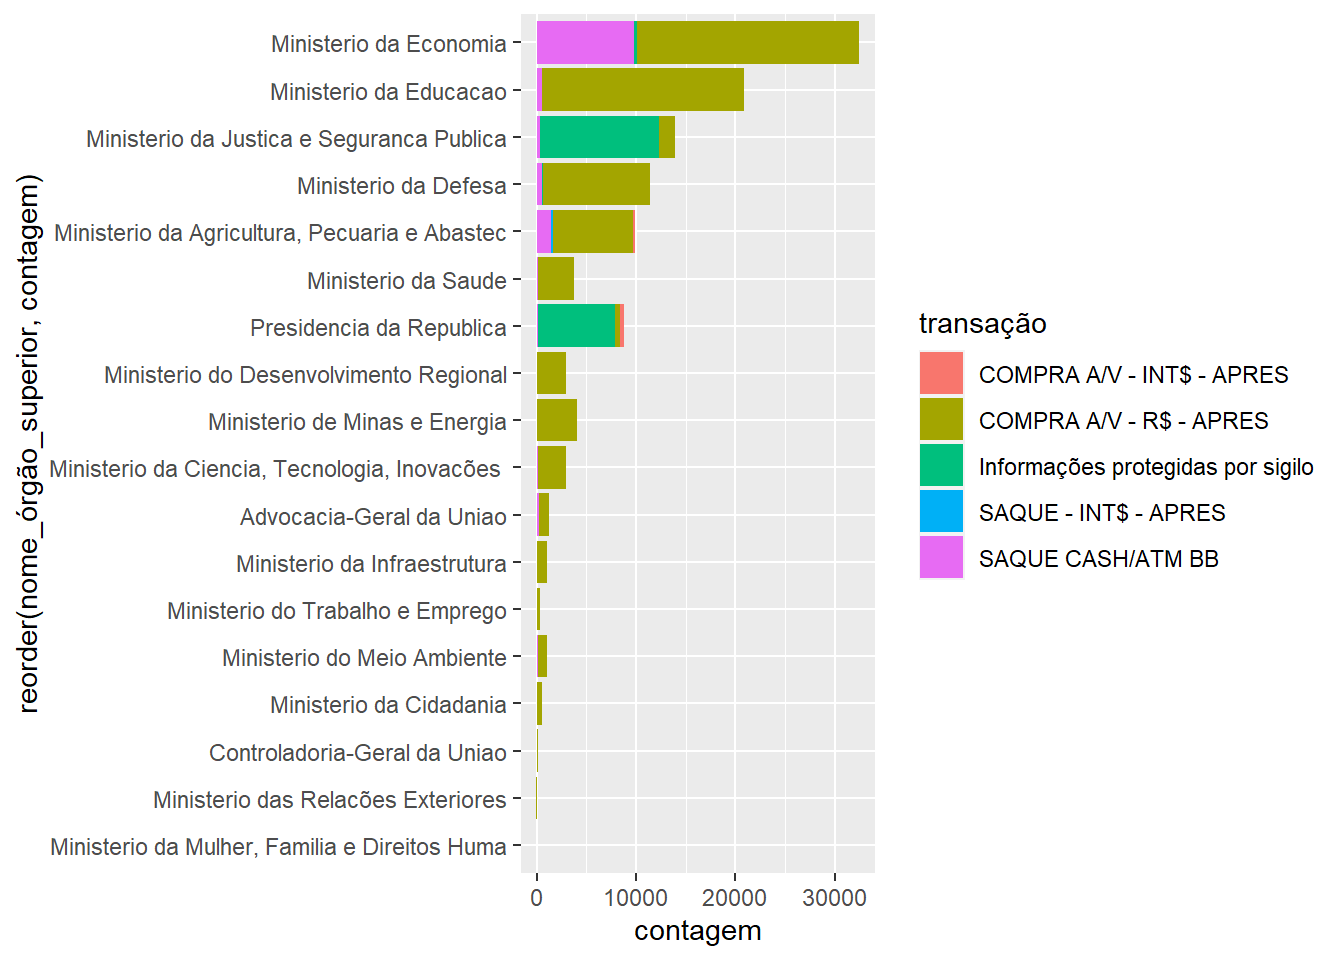 Ministerio da Economia
Ministerio da Educacao
Ministerio da Justica e Seguranca Publica
Ministerio da Defesa
Ministerio da Agricultura, Pecuaria e Abastec
Ministerio da Saude
Presidencia da Republica
Ministerio do Desenvolvimento Regional
Ministerio de Minas e Energia
Ministerio da Ciencia, Tecnologia, Inovacões
Advocacia-Geral da Uniao
Ministerio da Infraestrutura
Ministerio do Trabalho e Emprego
Ministerio do Meio Ambiente
Ministerio da Cidadania
Controladoria-Geral da Uniao
Ministerio das Relacões Exteriores
Ministerio da Mulher, Familia e Direitos Huma
reorder(nome_órgão_superior, contagem)
0 10000 20000 30000
contagem
transação
COMPRA A/V - INT$ - APRES
COMPRA A/V - R$ - APRES
Informações protegidas por sigilo
SAQUE - INT$ - APRES
SAQUE CASH/ATM BB